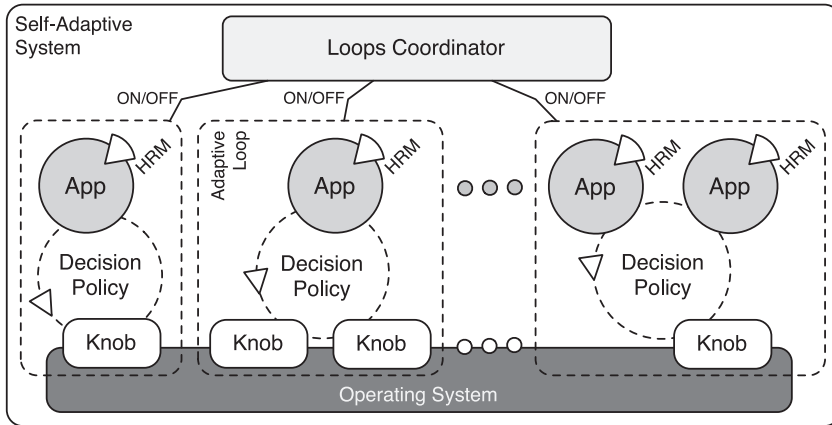 Self-Adaptive
System
Loops Coordinator
ON/OFF
ON/OFF
ON/OFF
App
HRM
Adaptive
Loop
App
HRM
App
HRM
App
HRM
Decision
Policy
Decision
Policy
Decision
Policy
Knob
Knob
Knob
Knob
Operating System